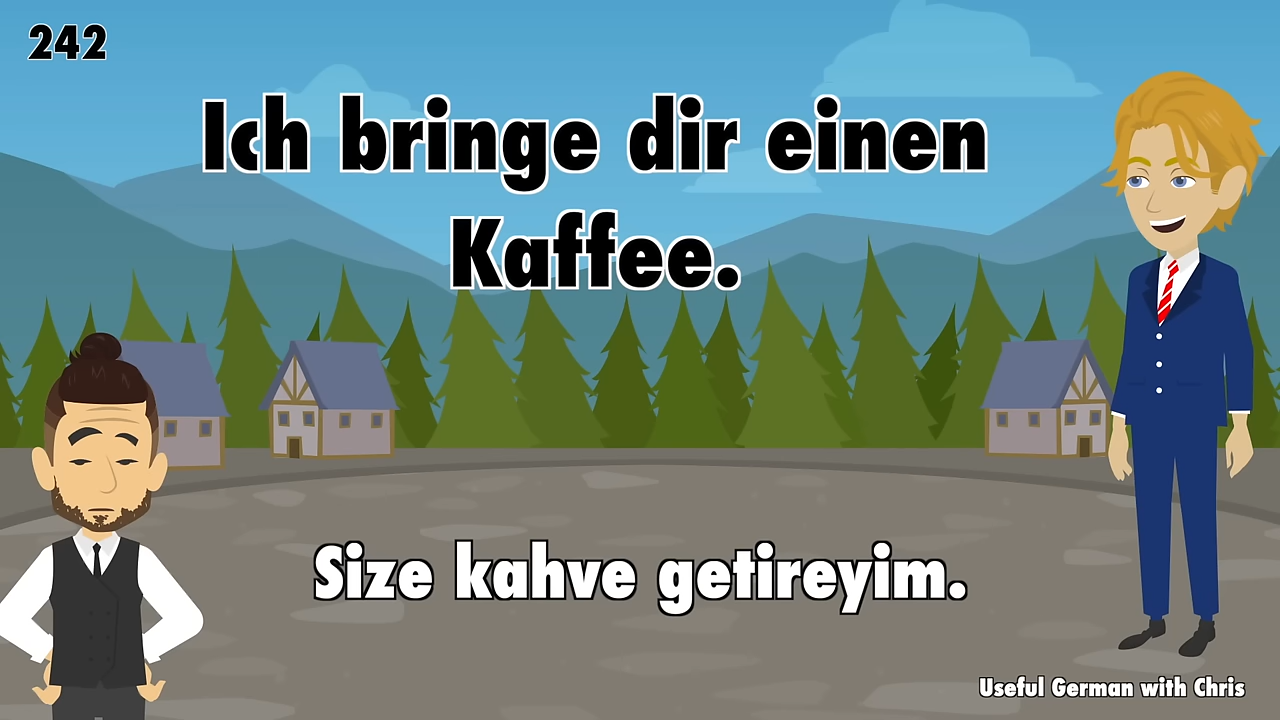 242
Ich bringe dir einen
Kaffee.
Size kahve getireyim.
Useful German with Chris